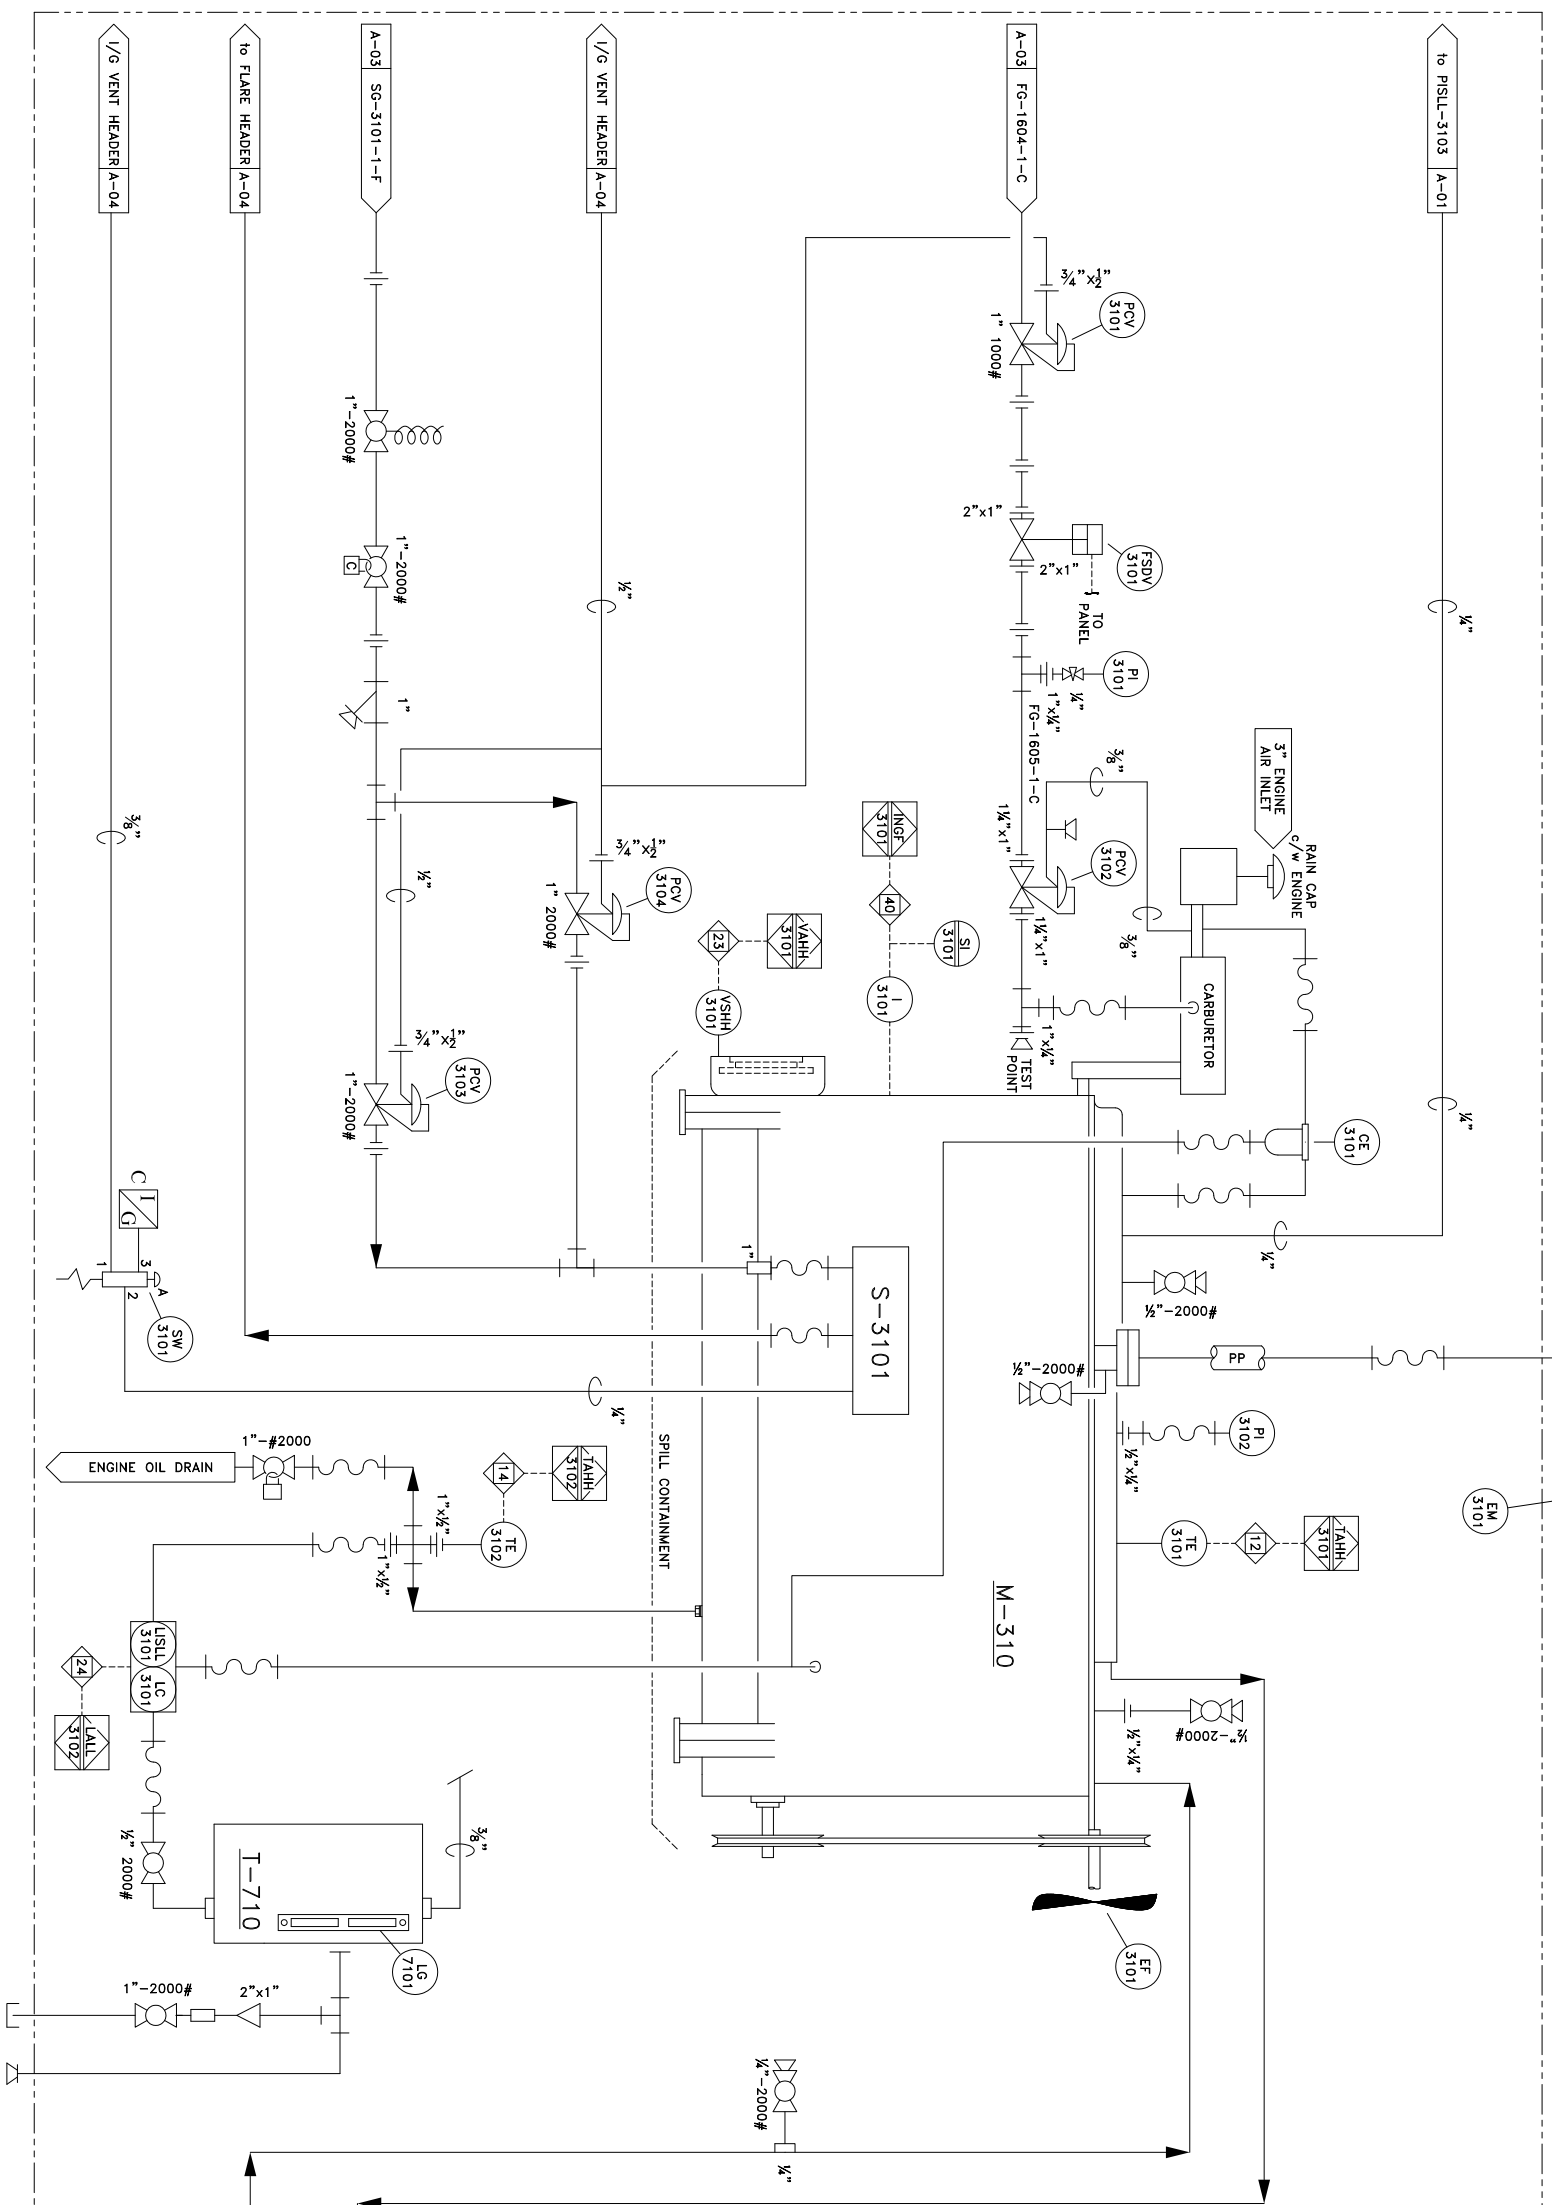 to PISLL-3103 A-01
¼"
¼"
¼"
A-03 FG-1604-1-C
¾"x½"
PCV
3101
1" 1000#
2"x1"
FSDV
3101
2"x1"
TO
PANEL
PI
3101
¼"
1"x¼"
FG-1605-1-C
⅜"
1¼"x1"
PCV
3102
1¼"x1"
⅜"
3" ENGINE
AIR INLET
RAIN CAP
c/w ENGINE
CARBURETOR
1"x¼"
TEST
POINT
CE
3101
½"-2000#
PP
½"-2000#
PI
3102
½"x¼"
EM
3101
TE
3101
12
TAHH
3101
½"-2000#
½"x¼"
EF
3101
INGF
3101
40
SI
3101
I
3101
VAHH
3101
23
VSHH
3101
M-310
I/G VENT HEADER A-04
½"
¾"x½"
PCV
3104
1" 2000#
A-03 SG-3101-1-F
1"-2000#
1"-2000#
C
1"
½"
¾"x½"
PCV
3103
1"-2000#
1"
S-3101
¼"
SPILL CONTAINMENT
to FLARE HEADER A-04
I/G VENT HEADER A-04
⅜"
C
I
G
1
3
2
A
SW
3101
ENGINE OIL DRAIN
1"-#2000
1"x½"
1"x½"
TE
3102
14
TAHH
3102
LISLL
3101
LC
3101
24
LALL
3102
½" 2000#
T-710
⅜"
LG
7101
1"-2000#
2"x1"
¼"-2000#
¼"